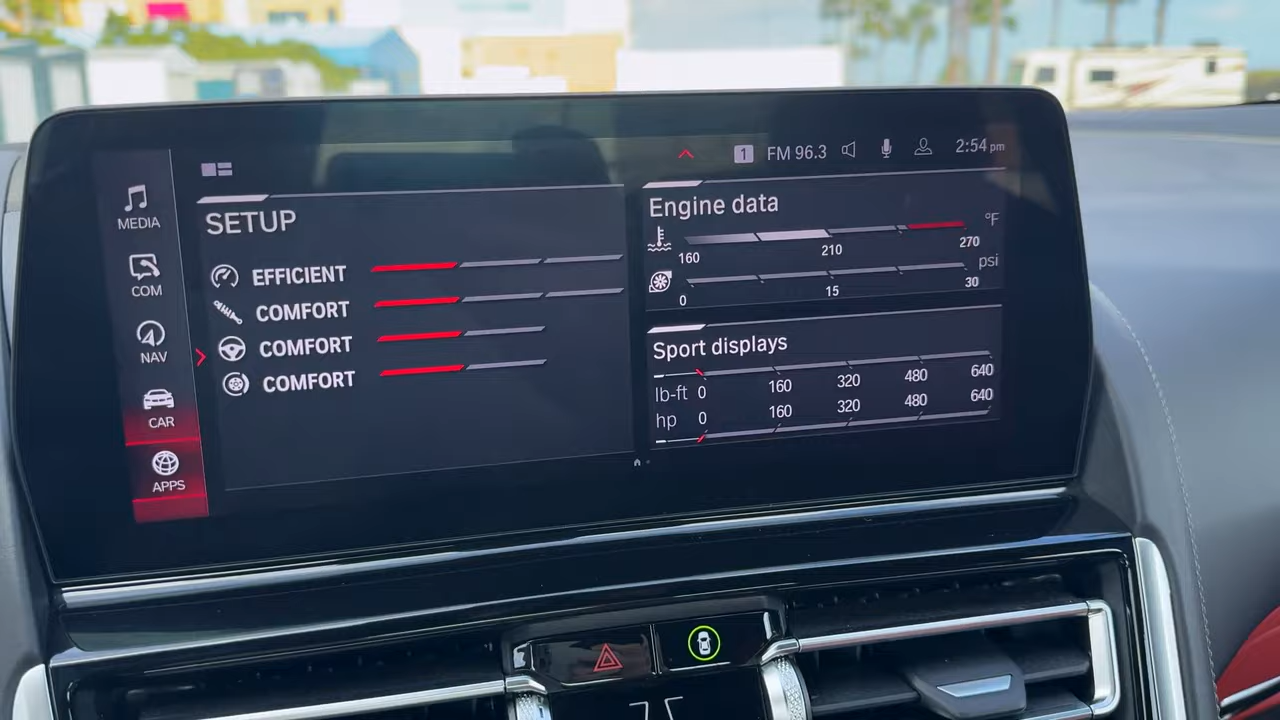 1 FM 96.3 2:54 pm
MEDIA
COM
NAV
CAR
APPS
SETUP
EFFICIENT
COMFORT
COMFORT
COMFORT
Engine data
°F
160 210 270
psi
0 15 30
Sport displays
lb-ft 0 160 320 480 640
hp 0 160 320 480 640